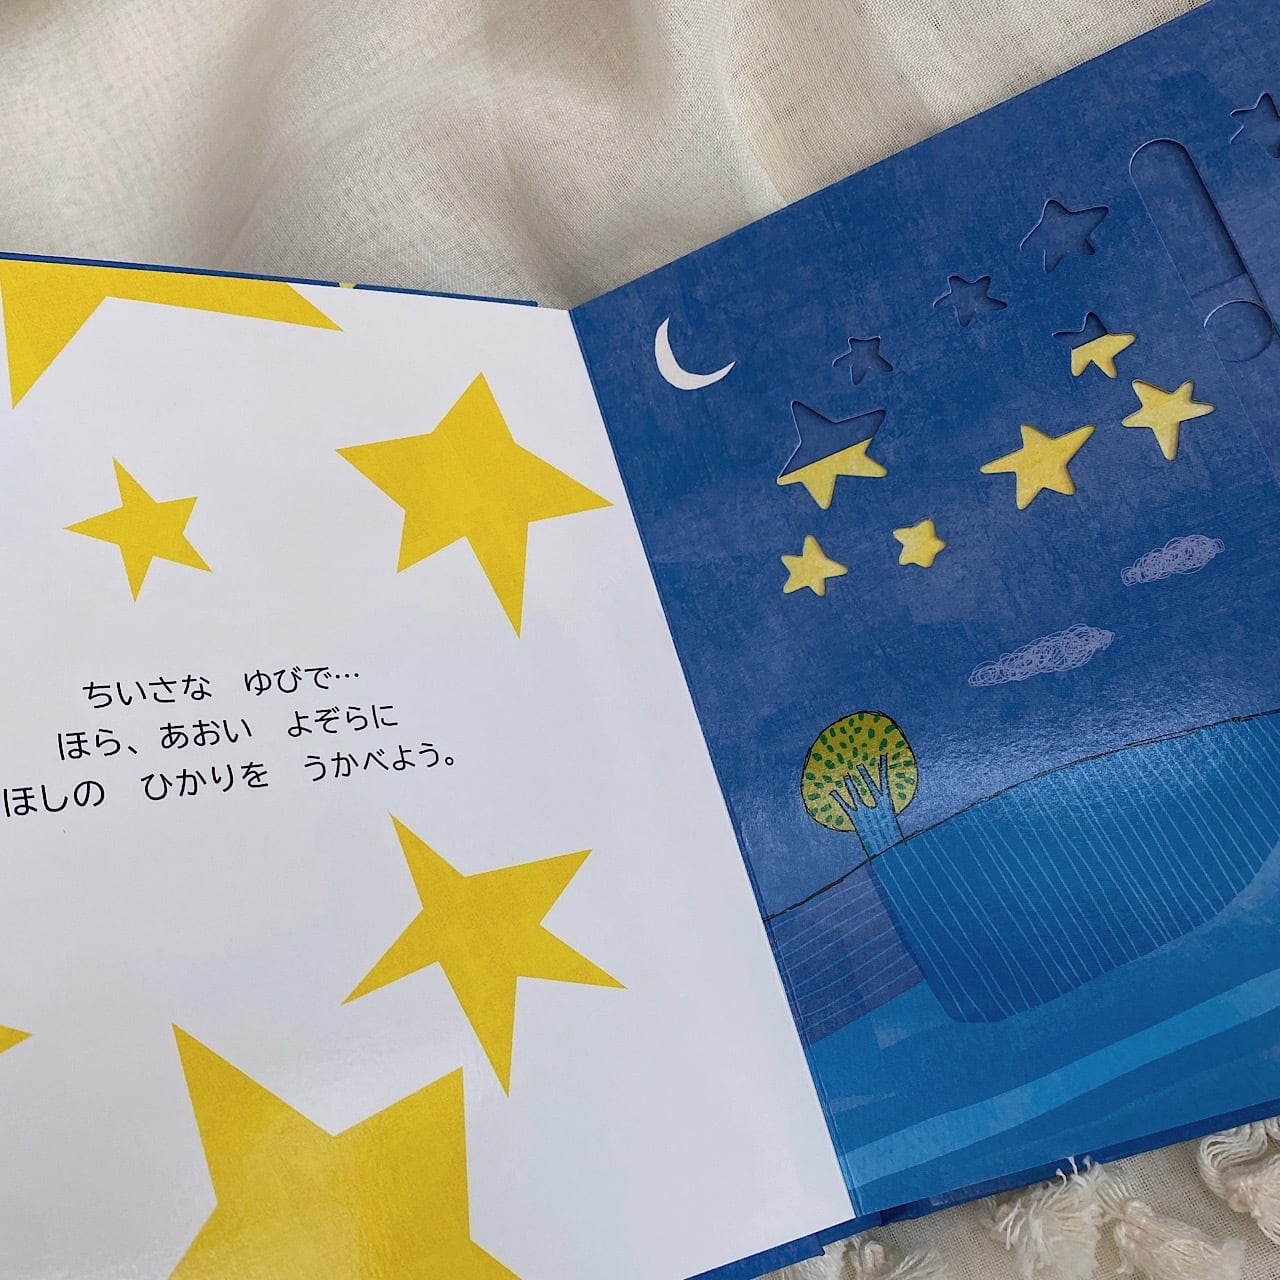 ちいさな　ゆびで…
ほら、あおい　よぞらに
ほしの　ひかりを　うかべよう。